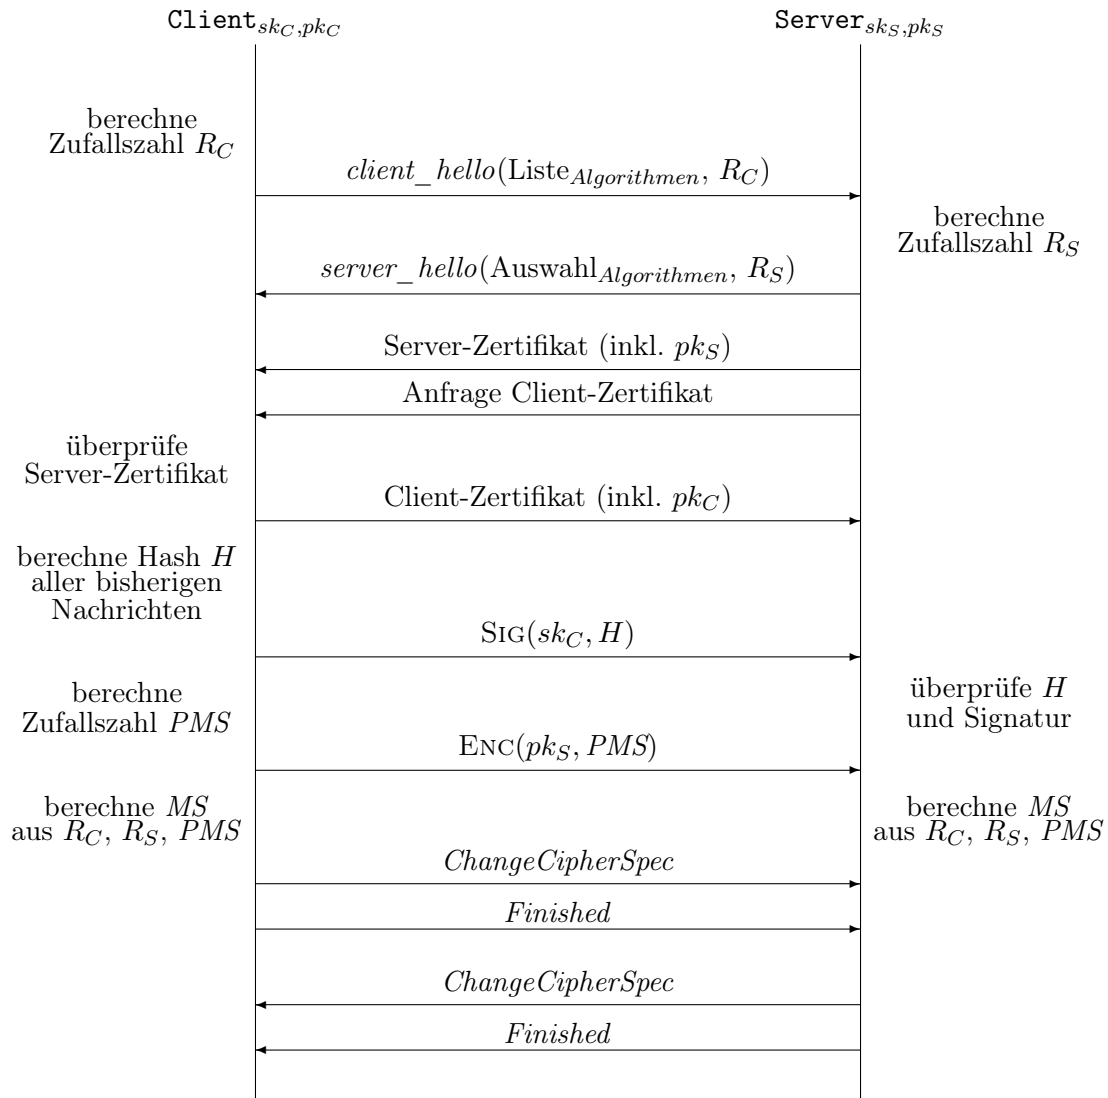 Client_{sk_C,pk_C} Server_{sk_S,pk_S}
berechne
Zufallszahl R_C
client_hello(Liste_{Algorithmen}, R_C)
berechne
Zufallszahl R_S
server_hello(Auswahl_{Algorithmen}, R_S)
Server-Zertifikat (inkl. pk_S)
Anfrage Client-Zertifikat
überprüfe
Server-Zertifikat
Client-Zertifikat (inkl. pk_C)
berechne Hash H
aller bisherigen
Nachrichten
SIG(sk_C, H)
berechne
Zufallszahl PMS
überprüfe H
und Signatur
ENC(pk_S, PMS)
berechne MS
aus R_C, R_S, PMS
berechne MS
aus R_C, R_S, PMS
ChangeCipherSpec
Finished
ChangeCipherSpec
Finished